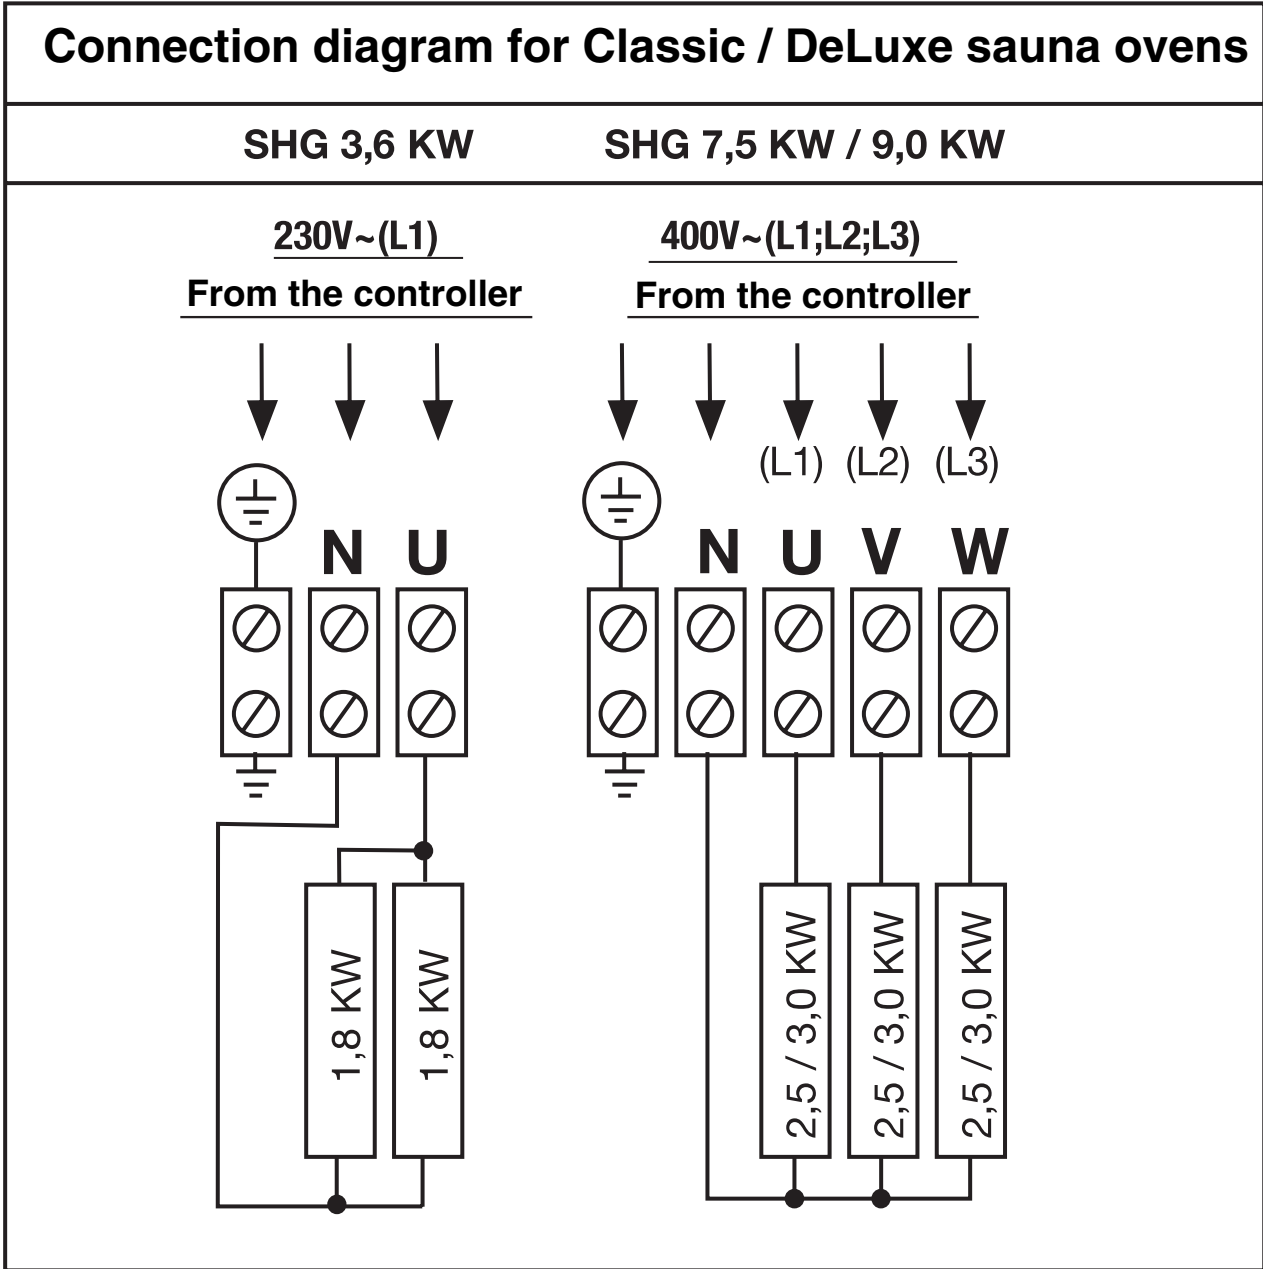 Connection diagram for Classic / DeLuxe sauna ovens
SHG 3,6 KW
SHG 7,5 KW / 9,0 KW
230V~(L1)
From the controller
N U
1,8 KW
1,8 KW
400V~(L1;L2;L3)
From the controller
(L1) (L2) (L3)
N U V W
2,5 / 3,0 KW
2,5 / 3,0 KW
2,5 / 3,0 KW